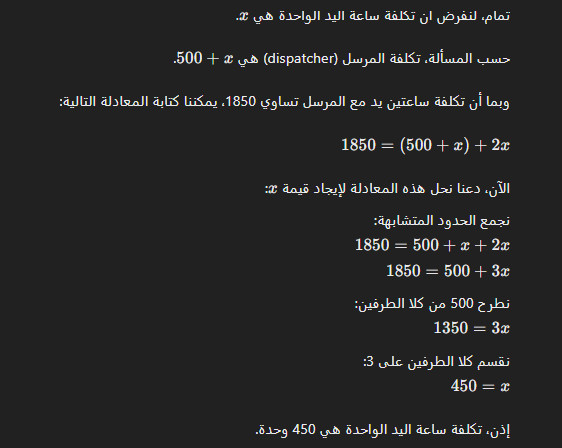 تمام، لنفرض ان تكلفة ساعة اليد الواحدة هي x.
حسب المسألة، تكلفة المرسل (dispatcher) هي 500 + x.
وبما أن تكلفة ساعتين يد مع المرسل تساوي 1850، يمكننا كتابة المعادلة التالية:
1850 = (500 + x) + 2x
الآن، دعنا نحل هذه المعادلة لإيجاد قيمة x:
نجمع الحدود المتشابهة:
1850 = 500 + x + 2x
1850 = 500 + 3x
نطرح 500 من كلا الطرفين:
1350 = 3x
نقسم كلا الطرفين على 3:
450 = x
إذن، تكلفة ساعة اليد الواحدة هي 450 وحدة.